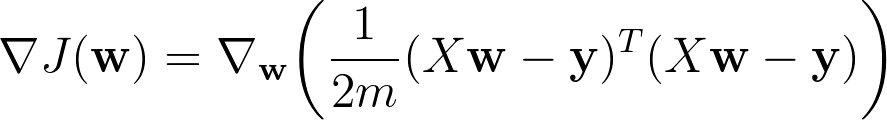 ∇J(𝐰) = ∇_𝐰(1/2m (X𝐰 − 𝐲)^T (X𝐰 − 𝐲))